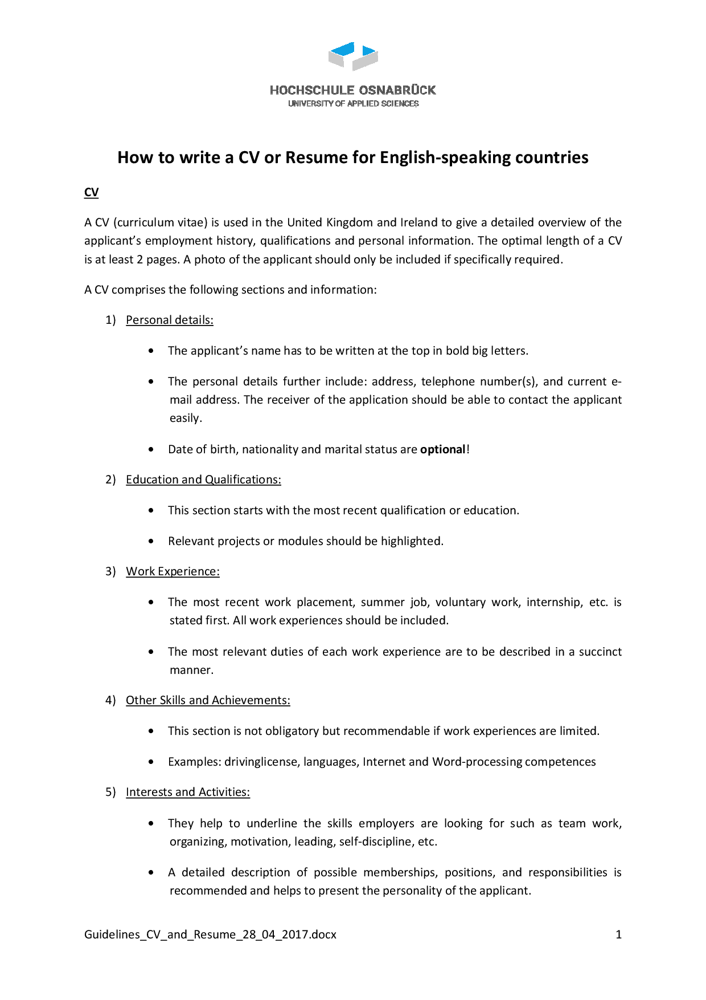 HOCHSCHULE OSNABRÜCK
UNIVERSITY OF APPLIED SCIENCES
How to write a CV or Resume for English-speaking countries
CV
A CV (curriculum vitae) is used in the United Kingdom and Ireland to give a detailed overview of the
applicant’s employment history, qualifications and personal information. The optimal length of a CV
is at least 2 pages. A photo of the applicant should only be included if specifically required.
A CV comprises the following sections and information:
1) Personal details:
• The applicant’s name has to be written at the top in bold big letters.
• The personal details further include: address, telephone number(s), and current e-
mail address. The receiver of the application should be able to contact the applicant
easily.
• Date of birth, nationality and marital status are optional!
2) Education and Qualifications:
• This section starts with the most recent qualification or education.
• Relevant projects or modules should be highlighted.
3) Work Experience:
• The most recent work placement, summer job, voluntary work, internship, etc. is
stated first. All work experiences should be included.
• The most relevant duties of each work experience are to be described in a succinct
manner.
4) Other Skills and Achievements:
• This section is not obligatory but recommendable if work experiences are limited.
• Examples: drivinglicense, languages, Internet and Word-processing competences
5) Interests and Activities:
• They help to underline the skills employers are looking for such as team work,
organizing, motivation, leading, self-discipline, etc.
• A detailed description of possible memberships, positions, and responsibilities is
recommended and helps to present the personality of the applicant.
Guidelines_CV_and_Resume_28_04_2017.docx 1